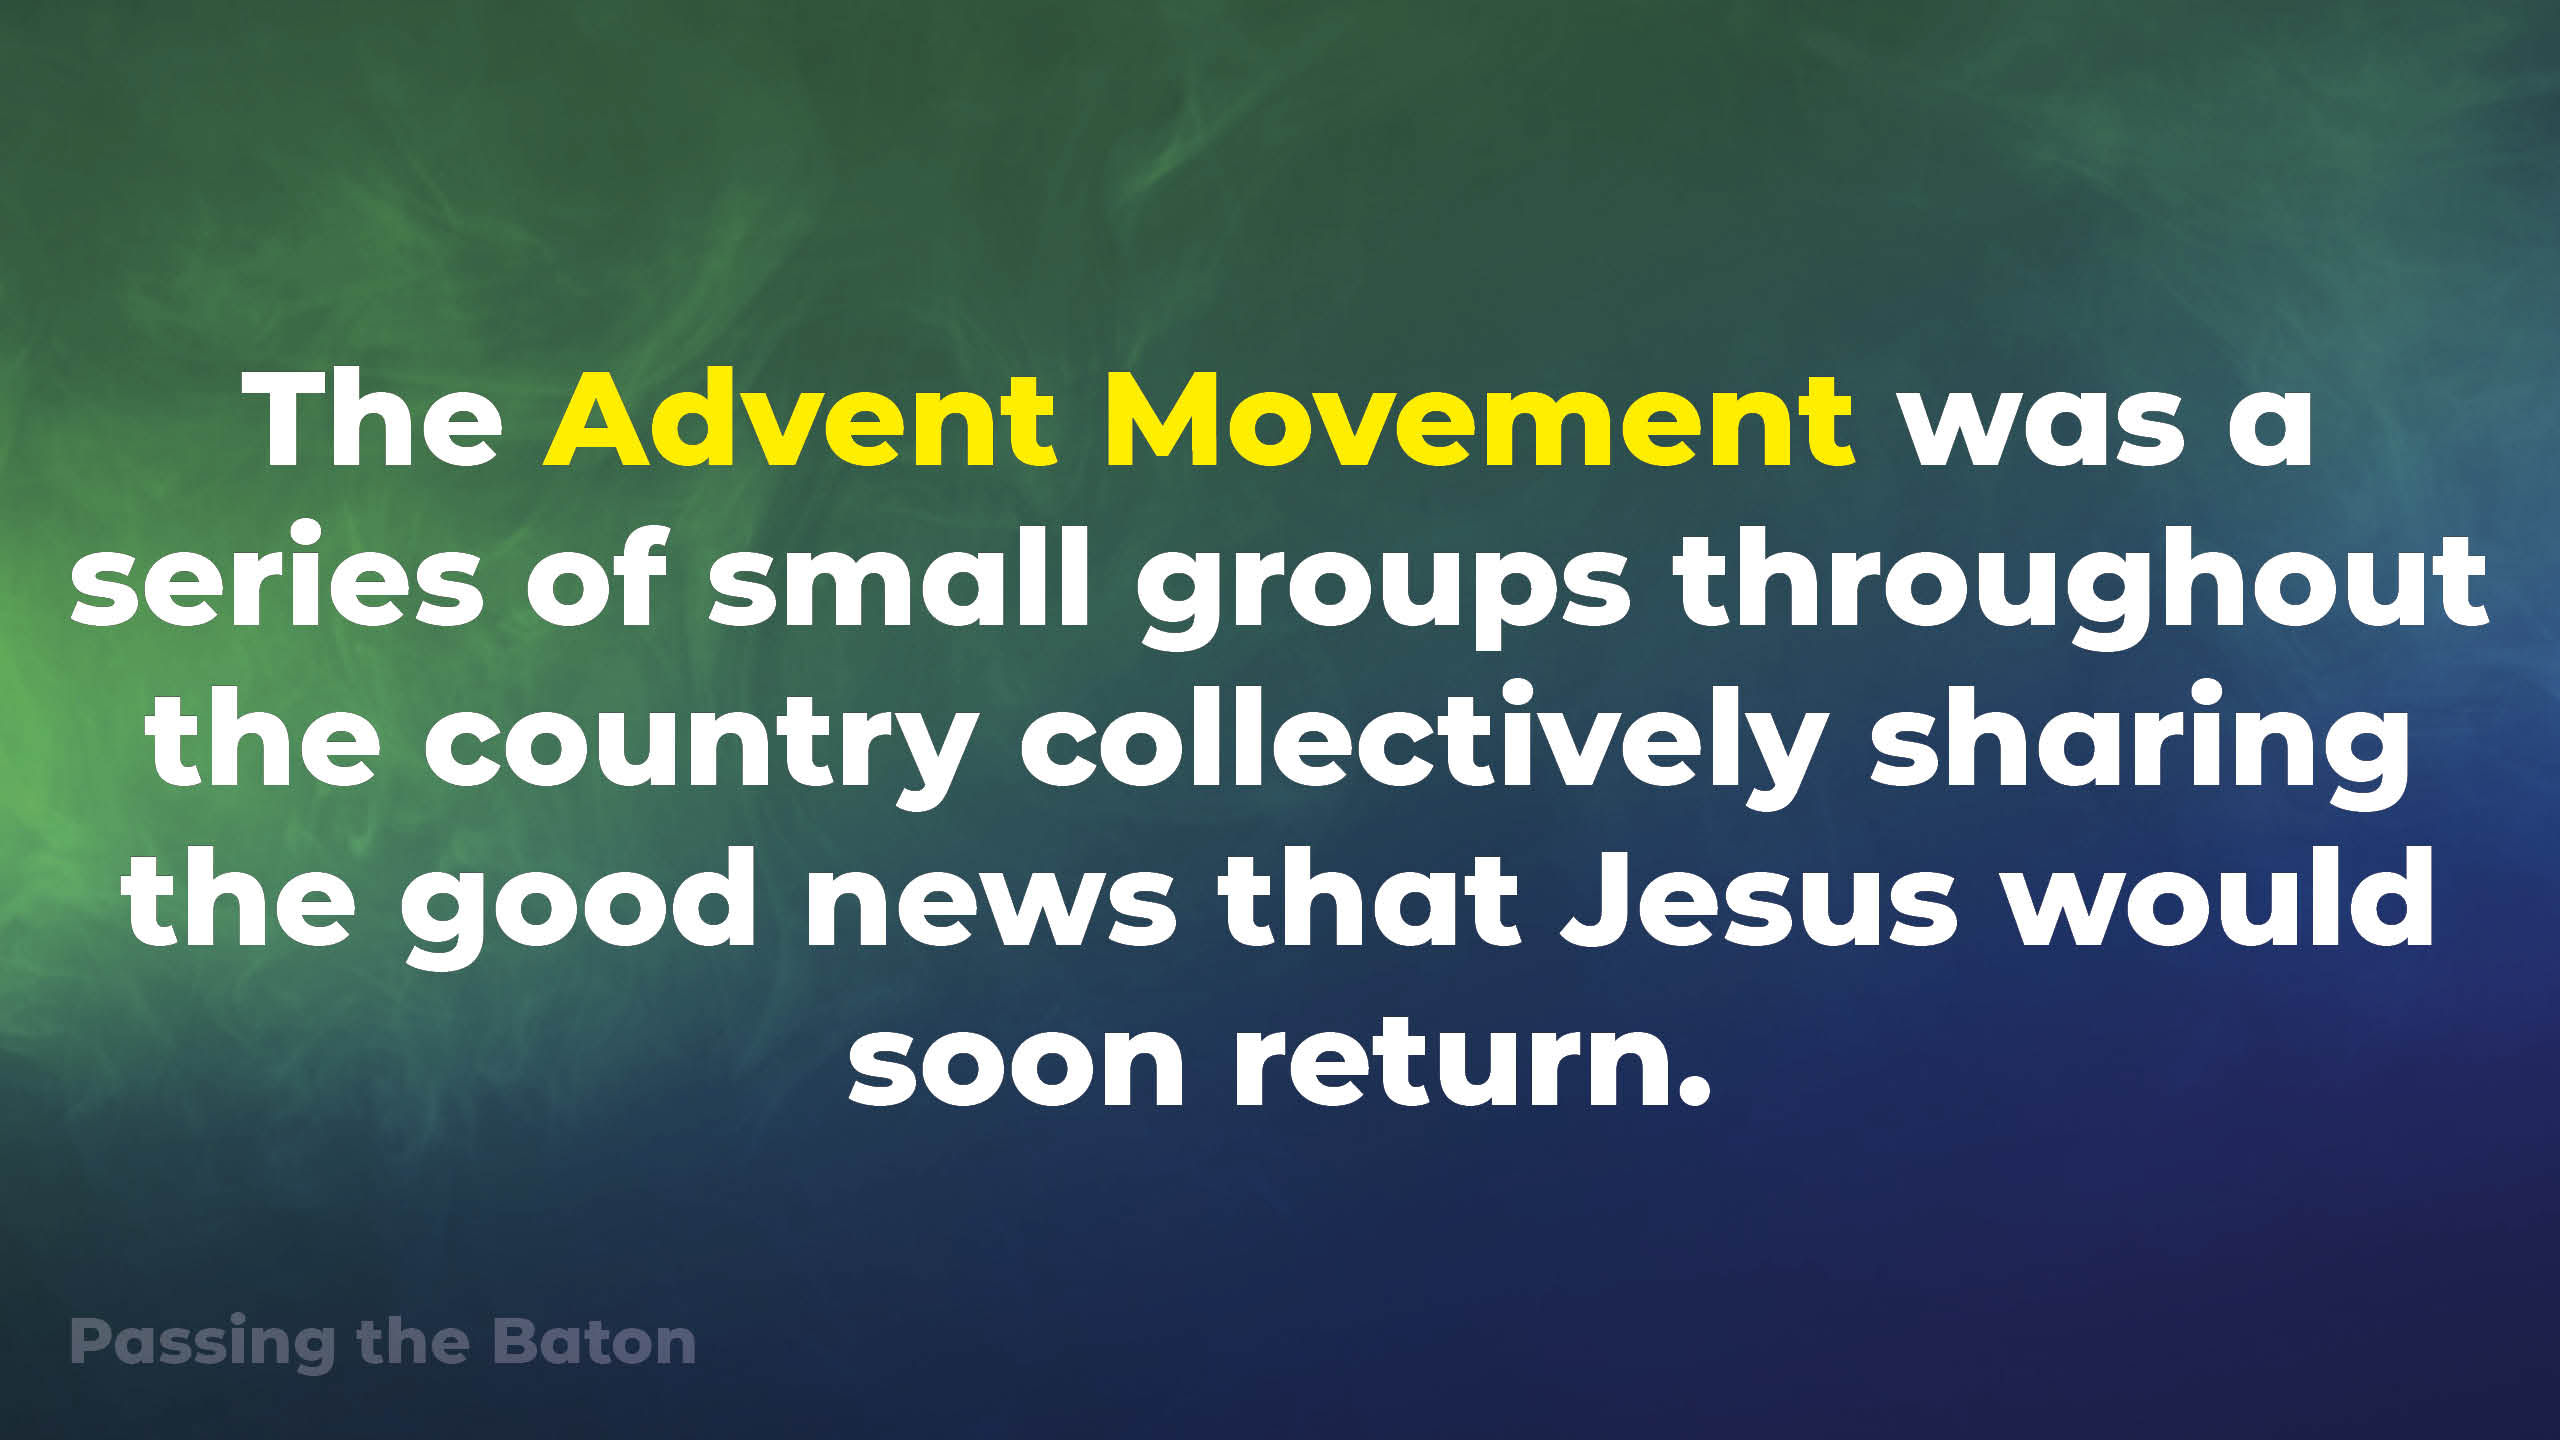 The Advent Movement was a
series of small groups throughout
the country collectively sharing
the good news that Jesus would
soon return.
Passing the Baton